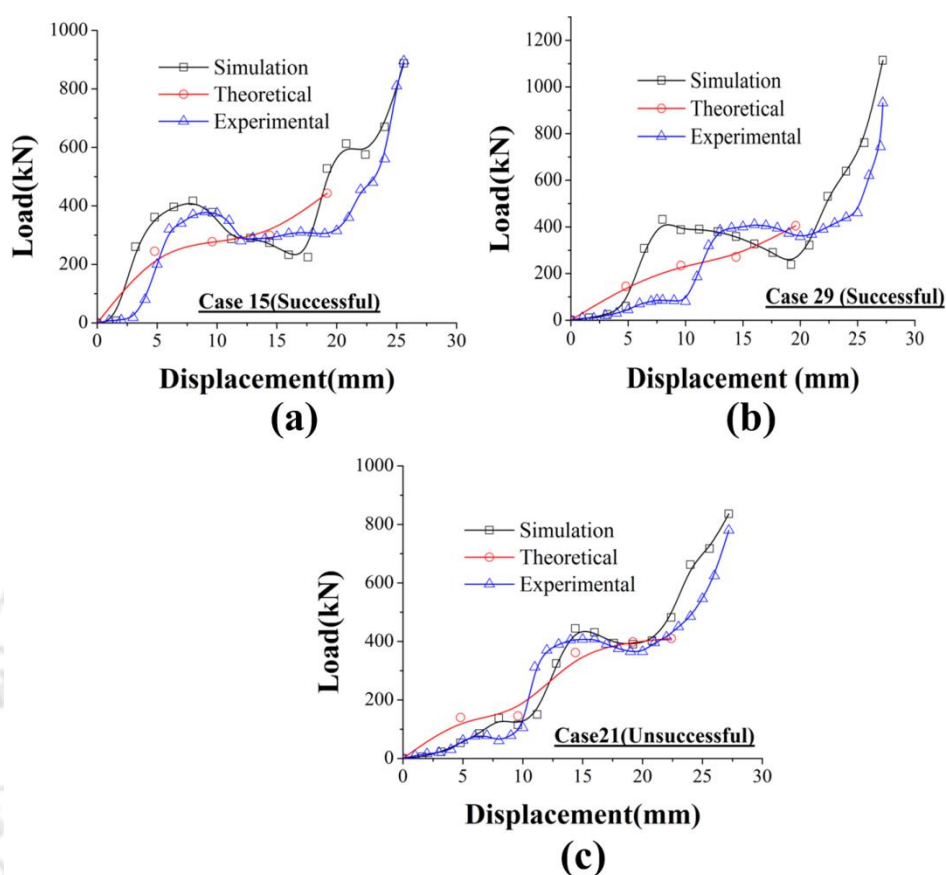 1000
800
600
400
200
0
Load(kN)
Simulation
Theoretical
Experimental
Case 15(Successful)
0 5 10 15 20 25 30
Displacement(mm)
(a)
1200
1000
800
600
400
200
0
Load(kN)
Simulation
Theoretical
Experimental
Case 29 (Successful)
0 5 10 15 20 25 30
Displacement (mm)
(b)
1000
800
600
400
200
0
Load(kN)
Simulation
Theoretical
Experimental
Case21(Unsuccessful)
0 5 10 15 20 25 30
Displacement(mm)
(c)